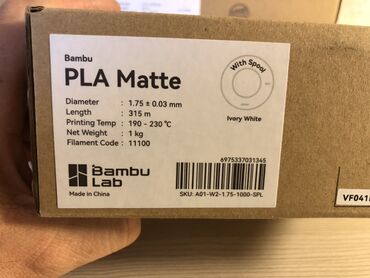 Bambu
PLA Matte
Diameter : 1.75 ± 0.03 mm
Length : 315 m
Printing Temp : 190 - 230 ℃
Net Weight : 1 kg
Filament Code : 11100
With Spool
Ivory White
Bambu
Lab
Made in China
6975337031345
SKU: A01-W2-1.75-1000-SPL